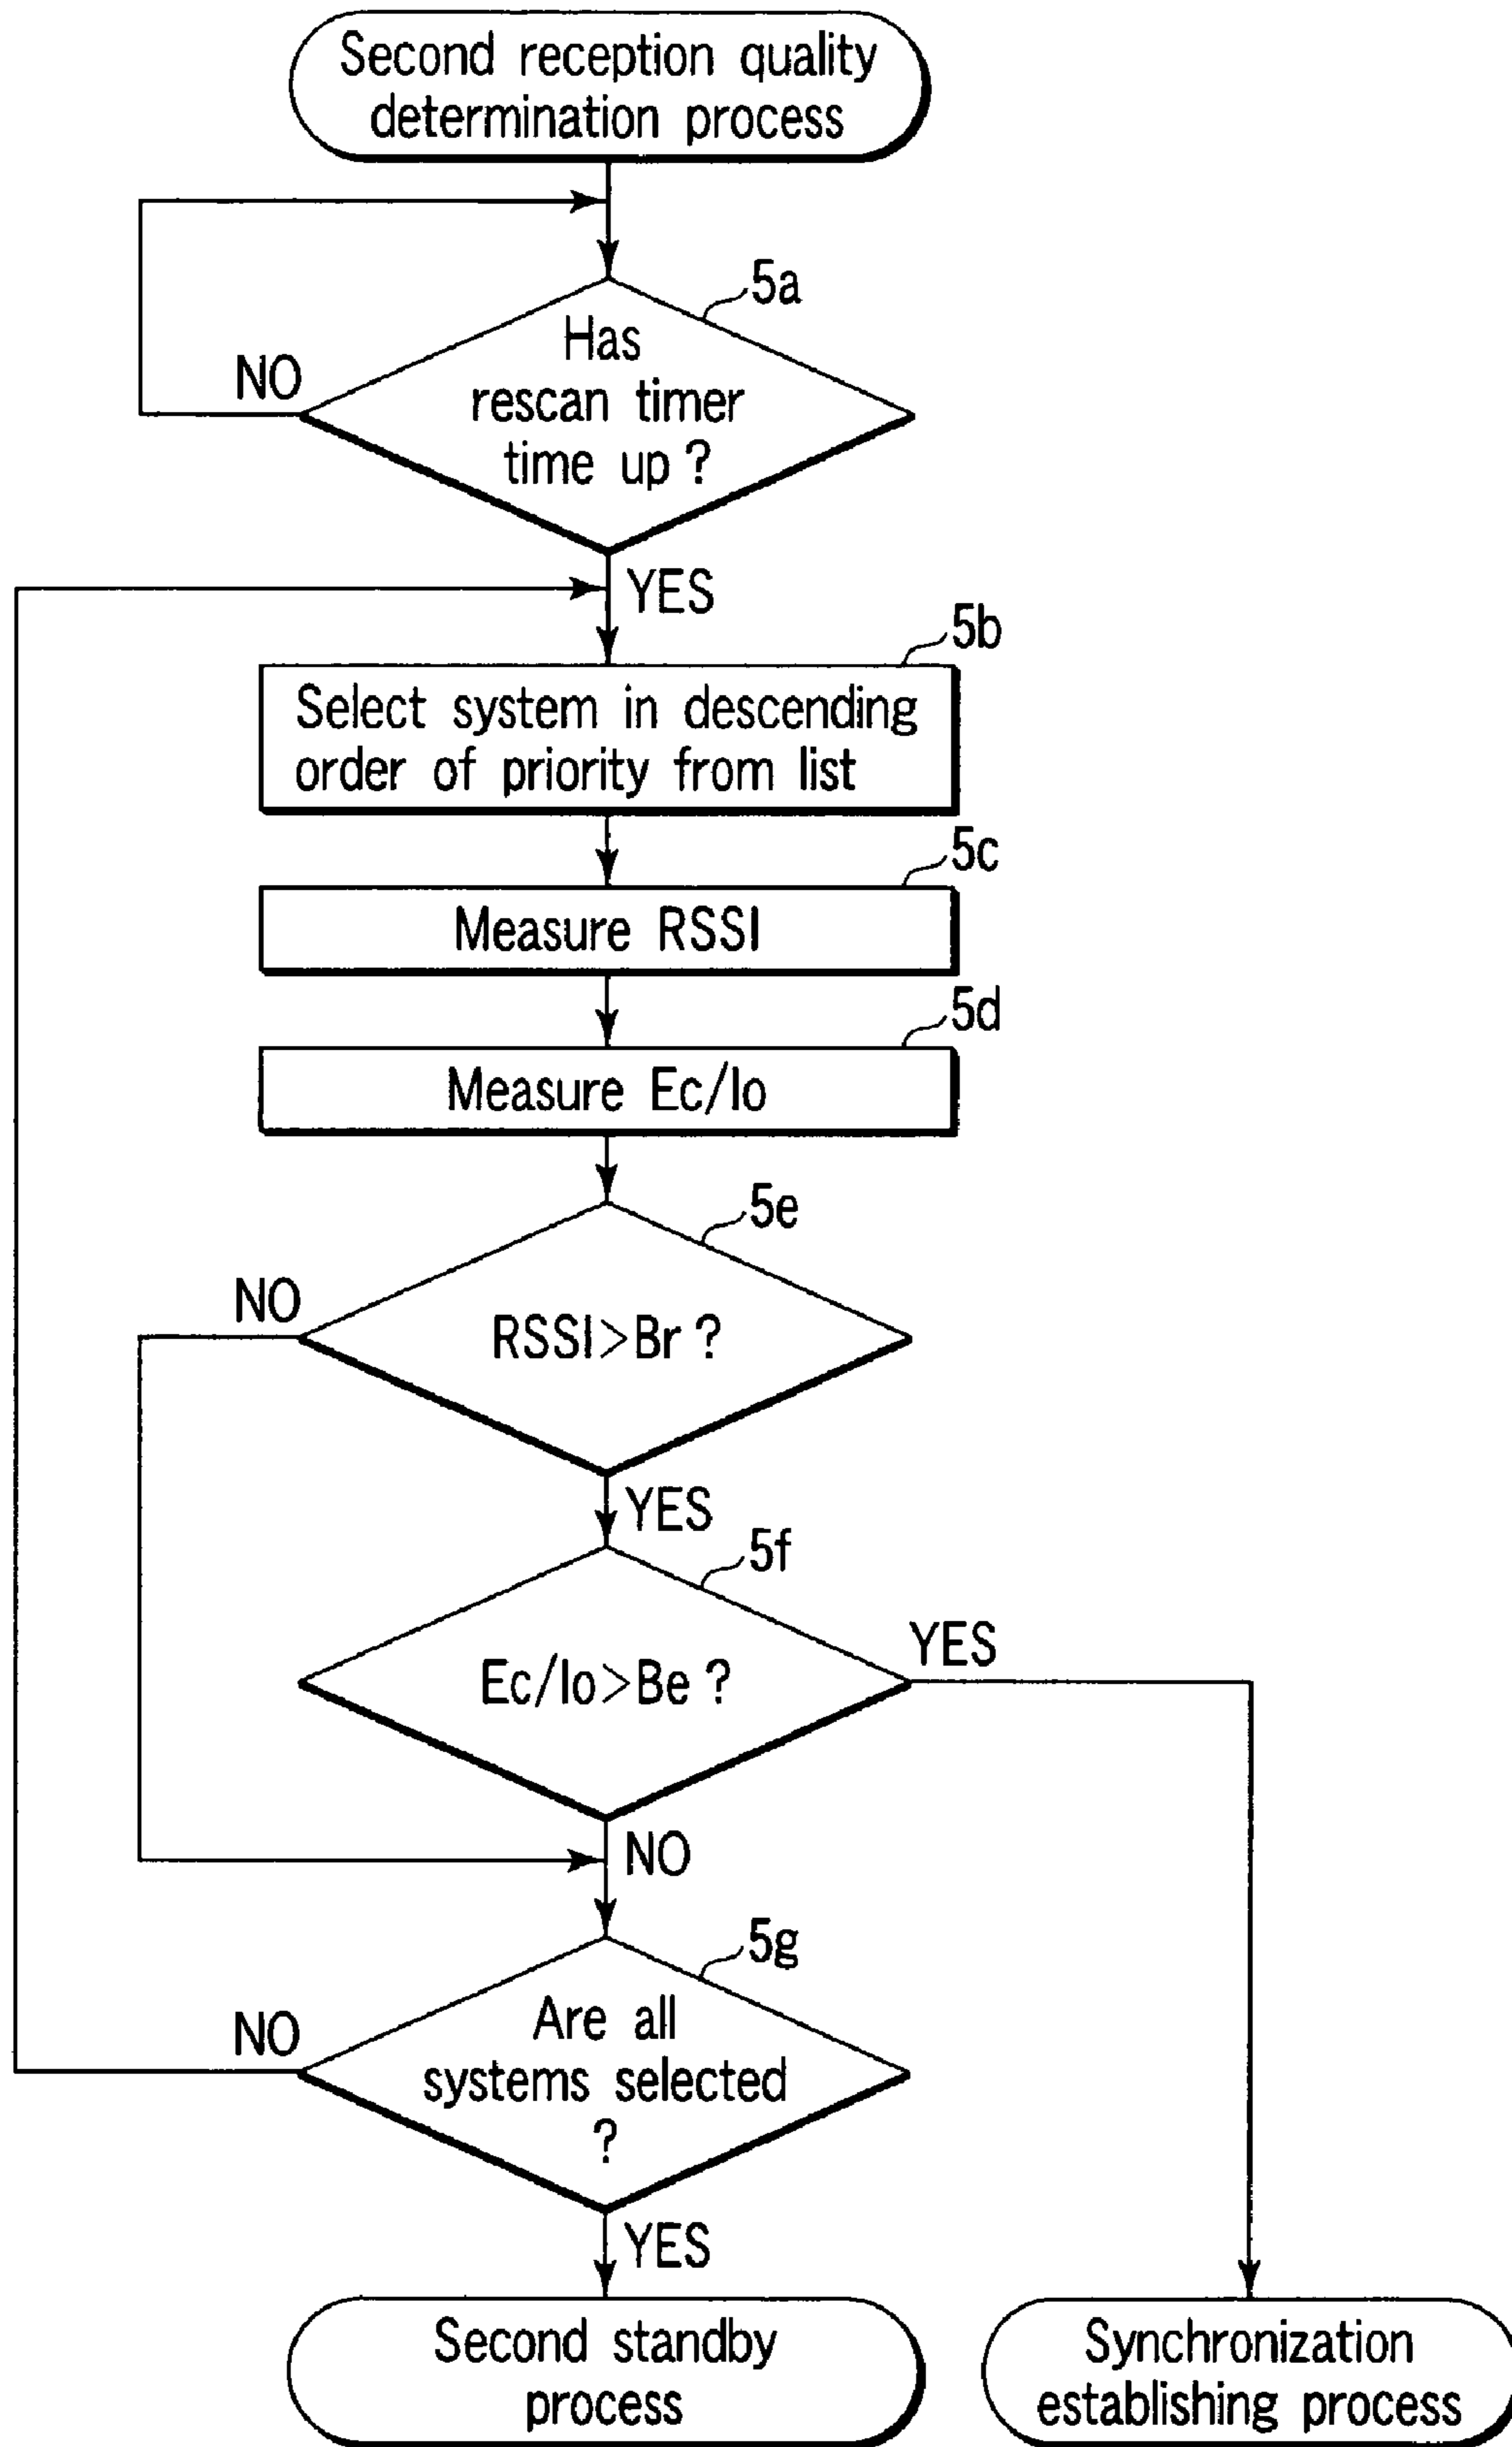 Second reception quality
determination process
5a
Has
rescan timer
time up ?
NO
YES
5b
Select system in descending
order of priority from list
5c
Measure RSSI
5d
Measure Ec/Io
5e
NO
RSSI>Br ?
YES
5f
YES
Ec/Io>Be ?
NO
5g
NO
Are all
systems selected
?
YES
Second standby
process
Synchronization
establishing process